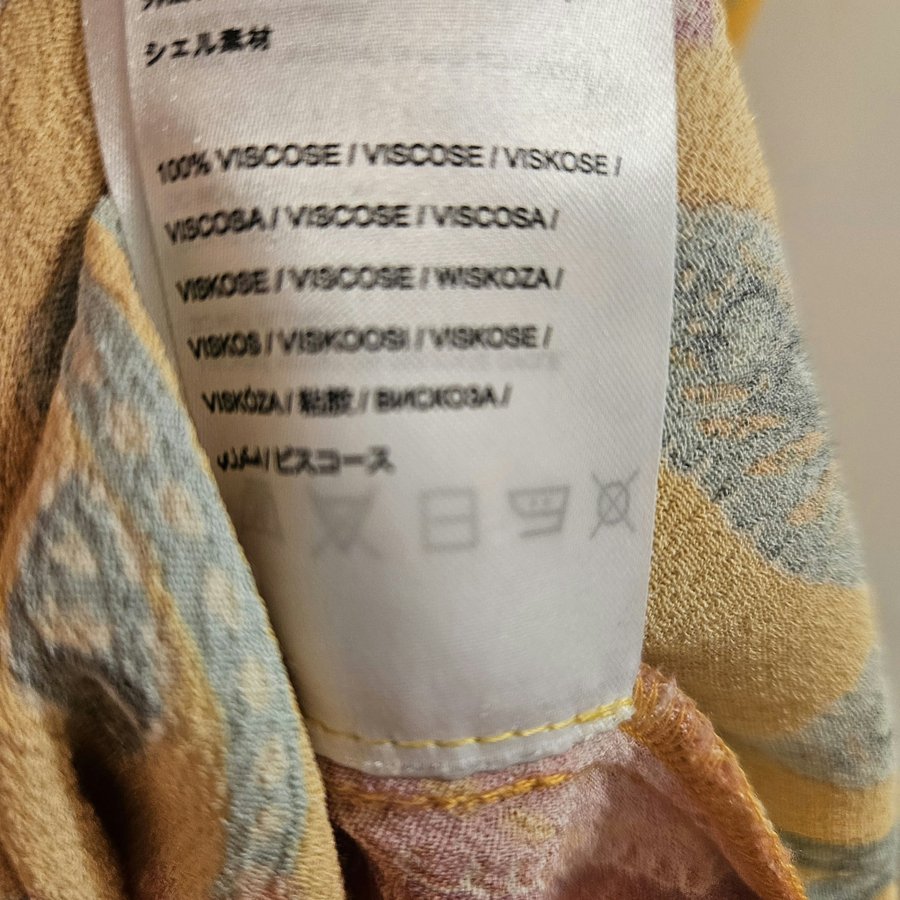 シェル素材
100% VISCOSE / VISCOSE / VISKOSE /
VISCOSA / VISCOSE / VISCOSA /
VISKOSE / VISCOSE / WISKOZA /
VISKOS / VISKOOSI / VISKOSE /
VISKÓZA / 粘胶 / ВИСКОЗА /
/ ビスコース